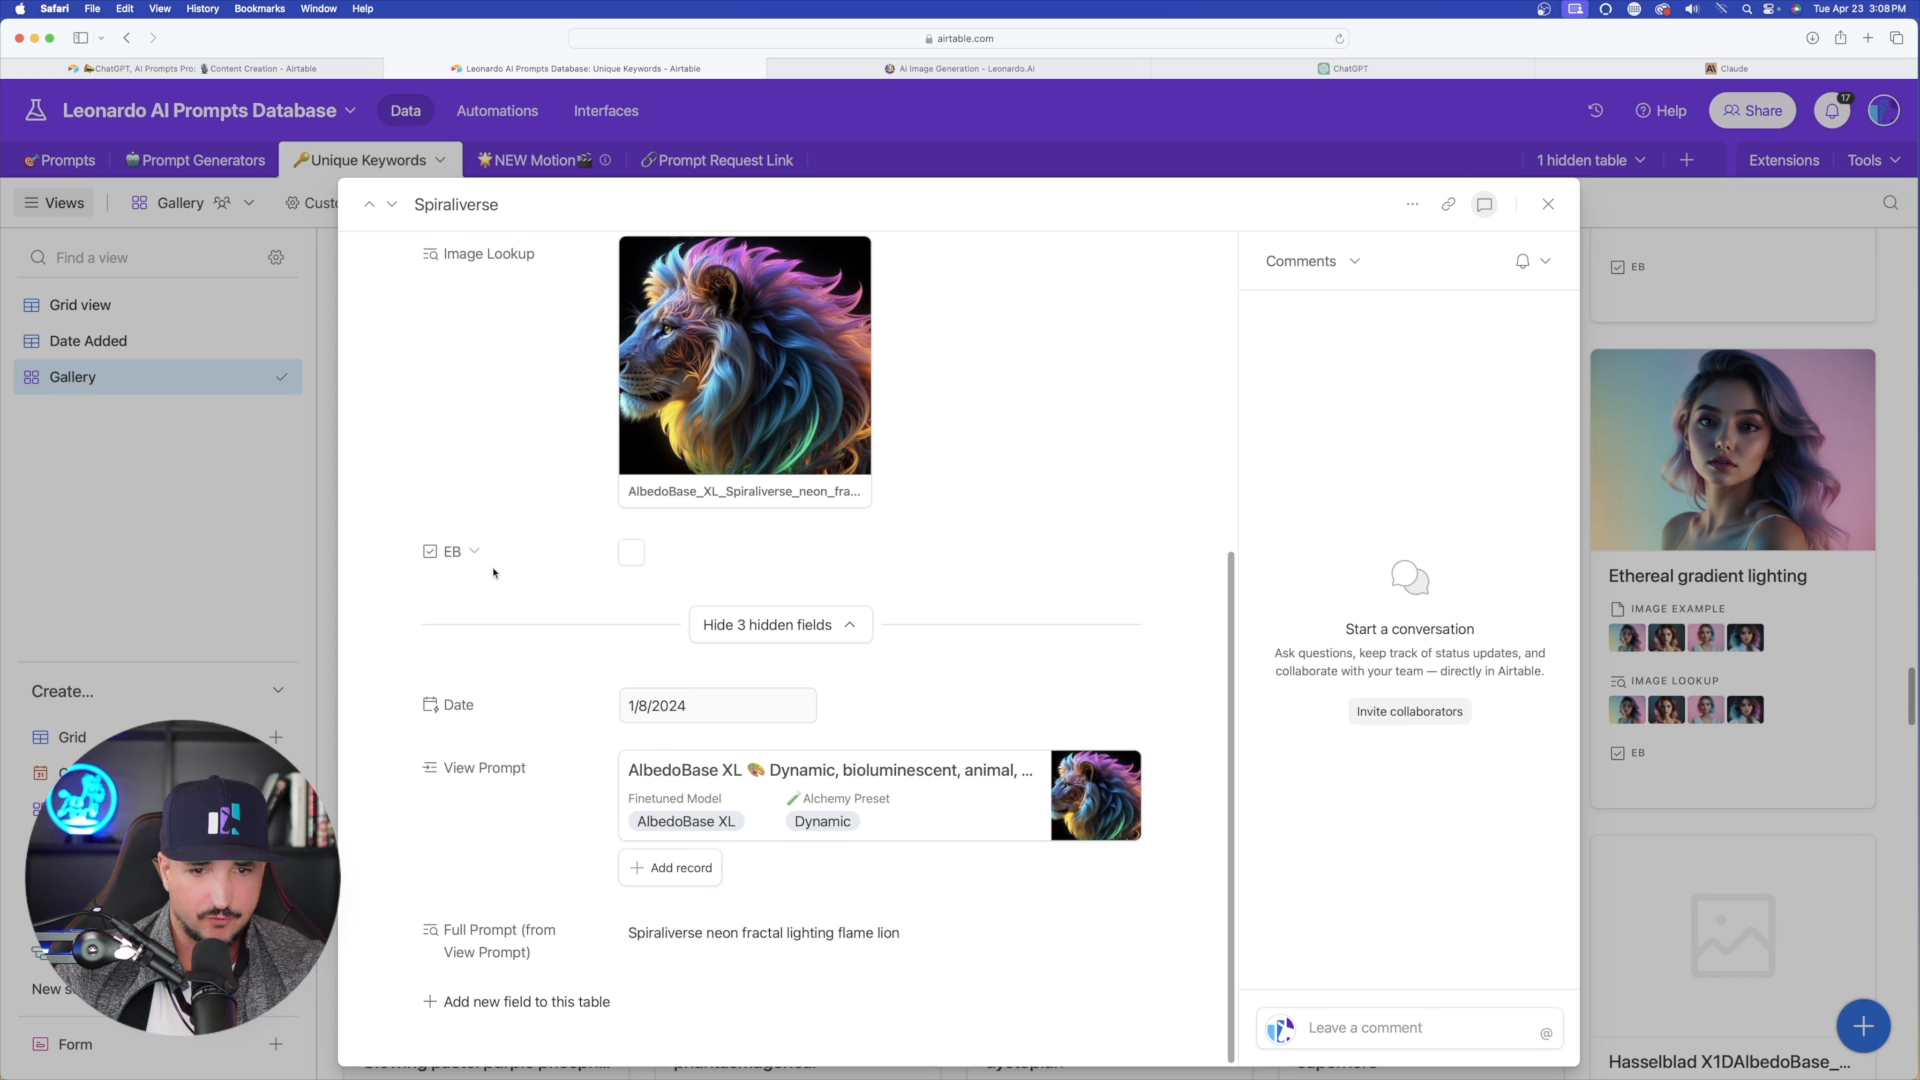 Safari File Edit View History Bookmarks Window Help
Tue Apr 23 3:08 PM
airtable.com
ChatGPT, AI Prompts Pro: Content Creation - Airtable
Leonardo AI Prompts Database: Unique Keywords - Airtable
AI Image Generation - Leonardo.Ai
ChatGPT
Claude
Leonardo AI Prompts Database
Data
Automations
Interfaces
Help
Share
17
Prompts
Prompt Generators
Unique Keywords
NEW Motion
Prompt Request Link
1 hidden table
Extensions
Tools
Views
Gallery
Find a view
Grid view
Date Added
Gallery
Create...
Grid
Form
Spiraliverse
Image Lookup
AlbedoBase_XL_Spiraliverse_neon_fra...
EB
Hide 3 hidden fields
Date
1/8/2024
View Prompt
AlbedoBase XL 🎨 Dynamic, bioluminescent, animal, ...
Finetuned Model
Alchemy Preset
AlbedoBase XL
Dynamic
Add record
Full Prompt (from
View Prompt)
Spiraliverse neon fractal lighting flame lion
Add new field to this table
Comments
Start a conversation
Ask questions, keep track of status updates, and
collaborate with your team — directly in Airtable.
Invite collaborators
Leave a comment
@
EB
Ethereal gradient lighting
IMAGE EXAMPLE
IMAGE LOOKUP
EB
Hasselblad X1DAlbedoBase_...